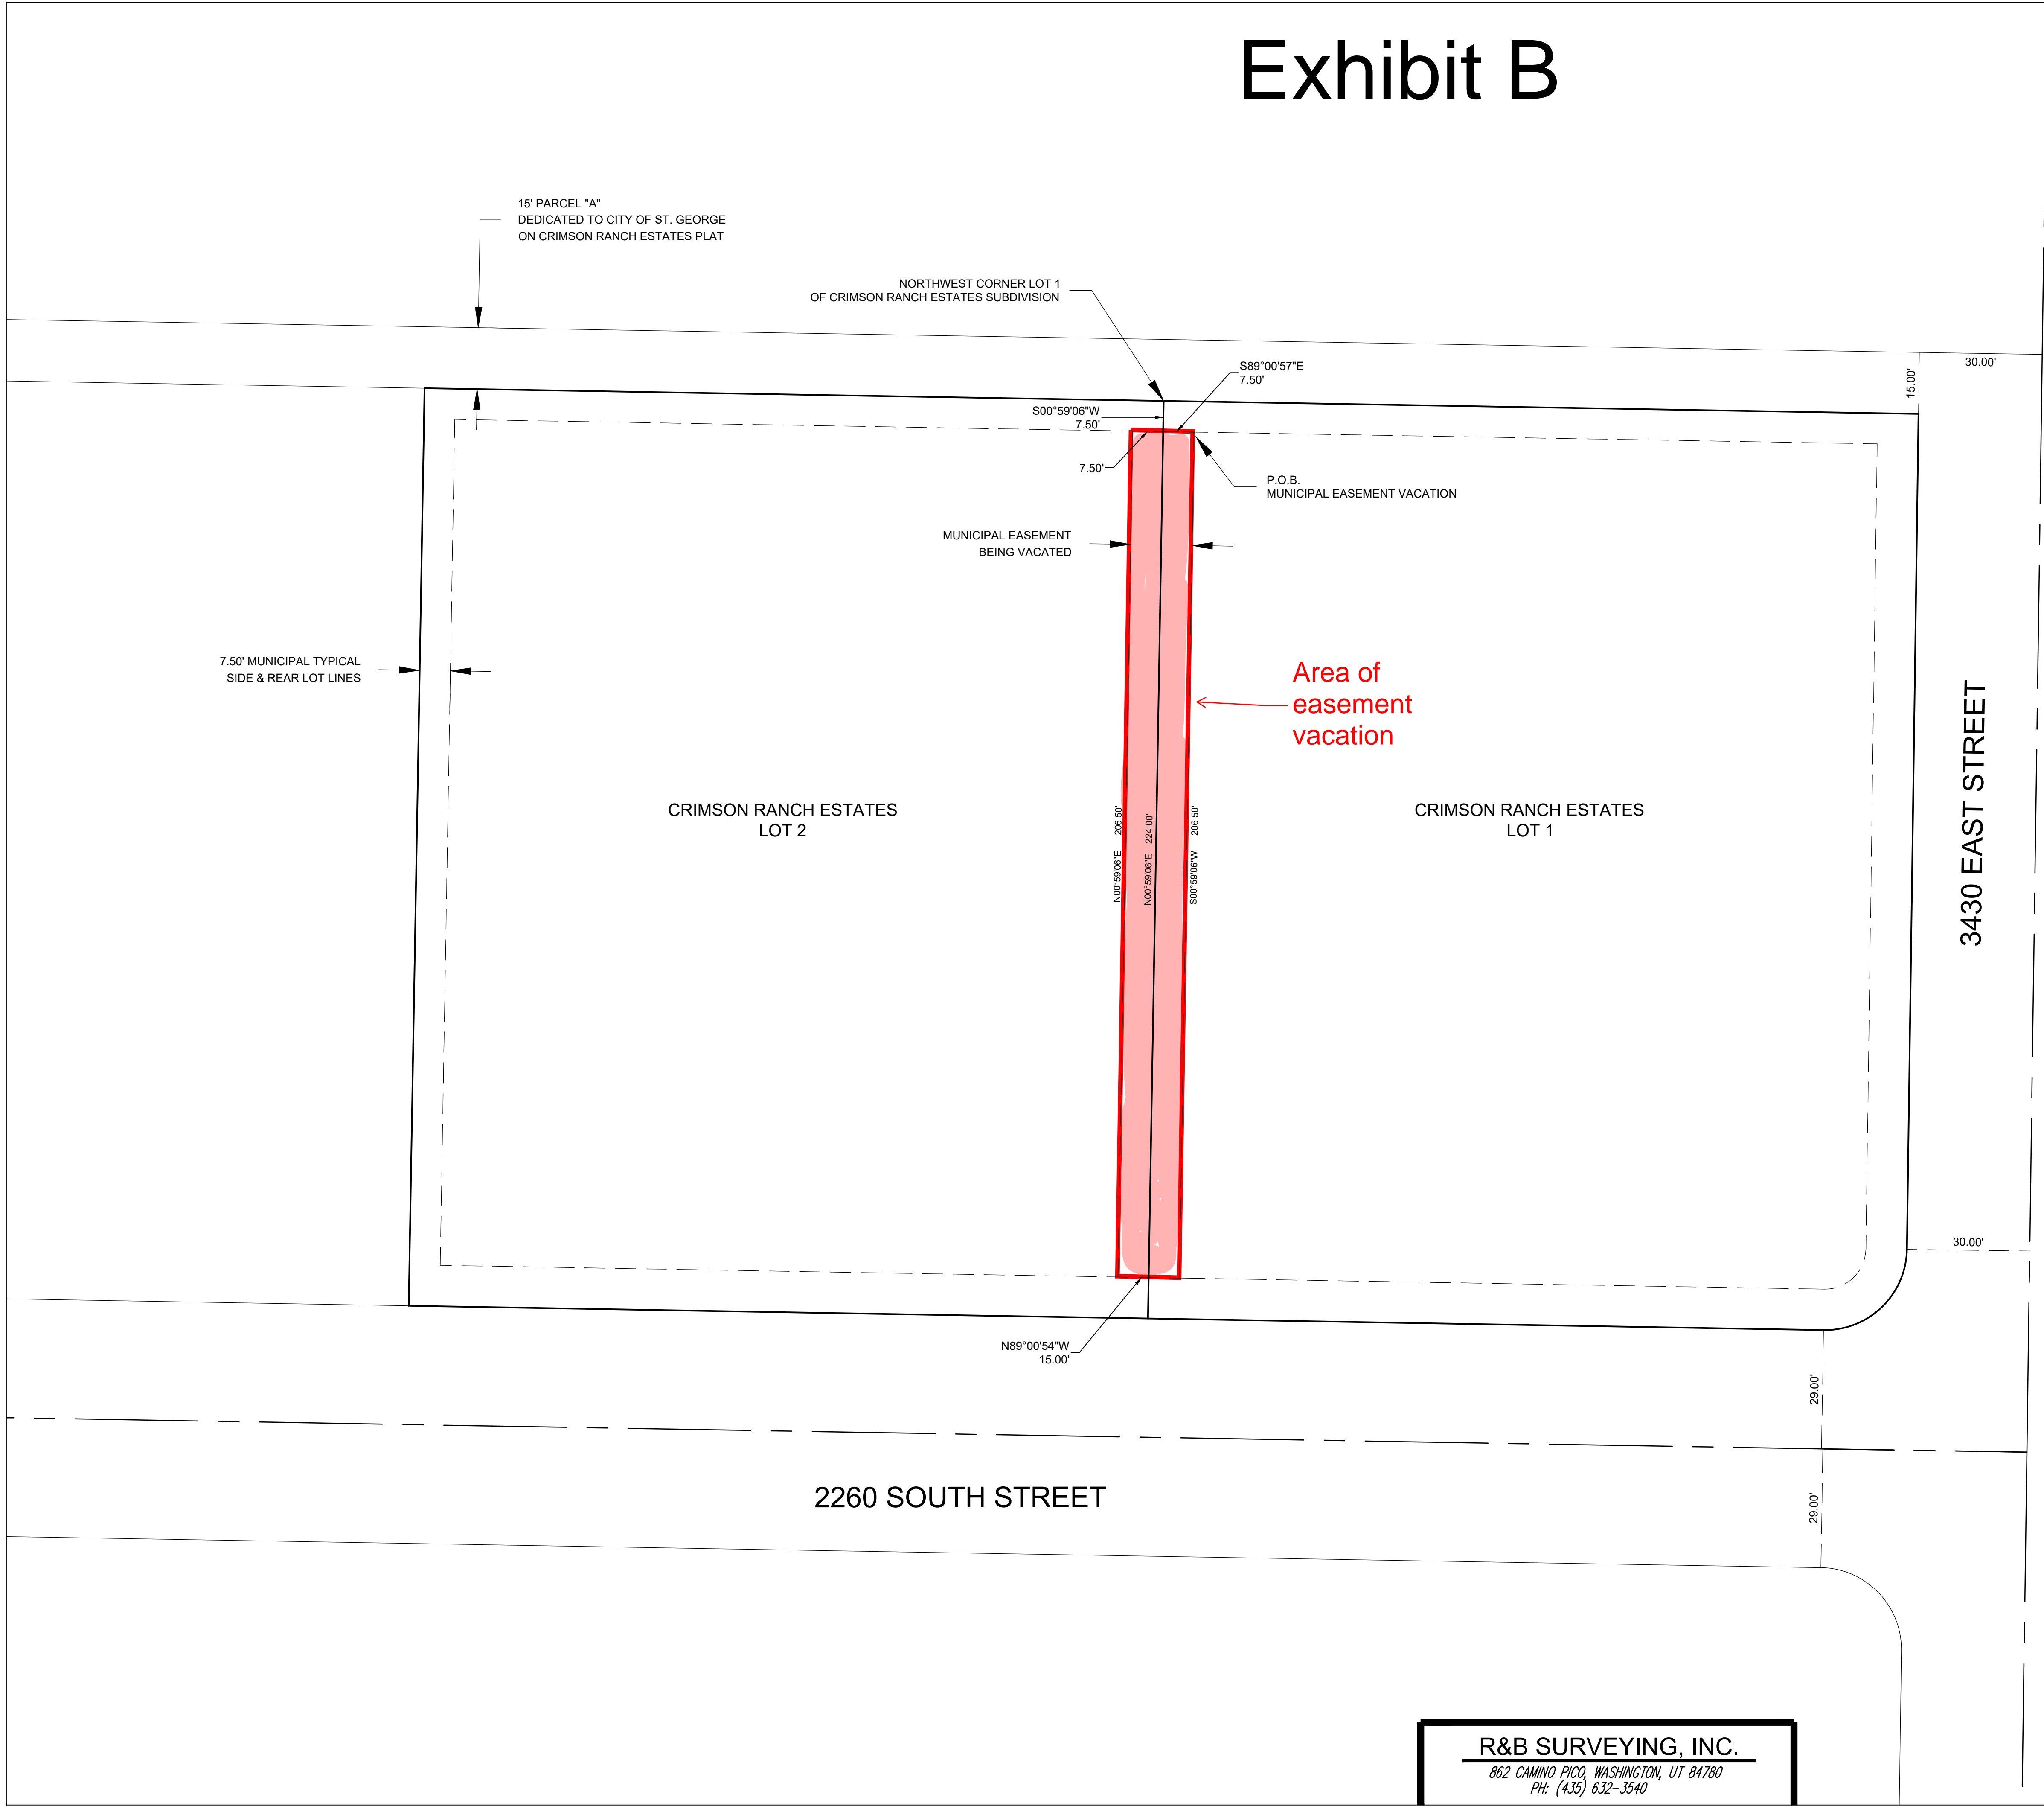 Exhibit B
15' PARCEL "A"
DEDICATED TO CITY OF ST. GEORGE
ON CRIMSON RANCH ESTATES PLAT
NORTHWEST CORNER LOT 1
OF CRIMSON RANCH ESTATES SUBDIVISION
S89°00'57"E
7.50'
30.00'
15.00'
S00°59'06"W
7.50'
7.50'
P.O.B.
MUNICIPAL EASEMENT VACATION
MUNICIPAL EASEMENT
BEING VACATED
7.50' MUNICIPAL TYPICAL
SIDE & REAR LOT LINES
Area of
easement
vacation
CRIMSON RANCH ESTATES
LOT 2
N00°59'06"E 206.50'
N00°59'06"E 224.00'
S00°59'06"W 206.50'
CRIMSON RANCH ESTATES
LOT 1
3430 EAST STREET
30.00'
N89°00'54"W
15.00'
29.00'
2260 SOUTH STREET
29.00'
R&B SURVEYING, INC.
862 CAMINO PICO, WASHINGTON, UT 84780
PH: (435) 632-3540